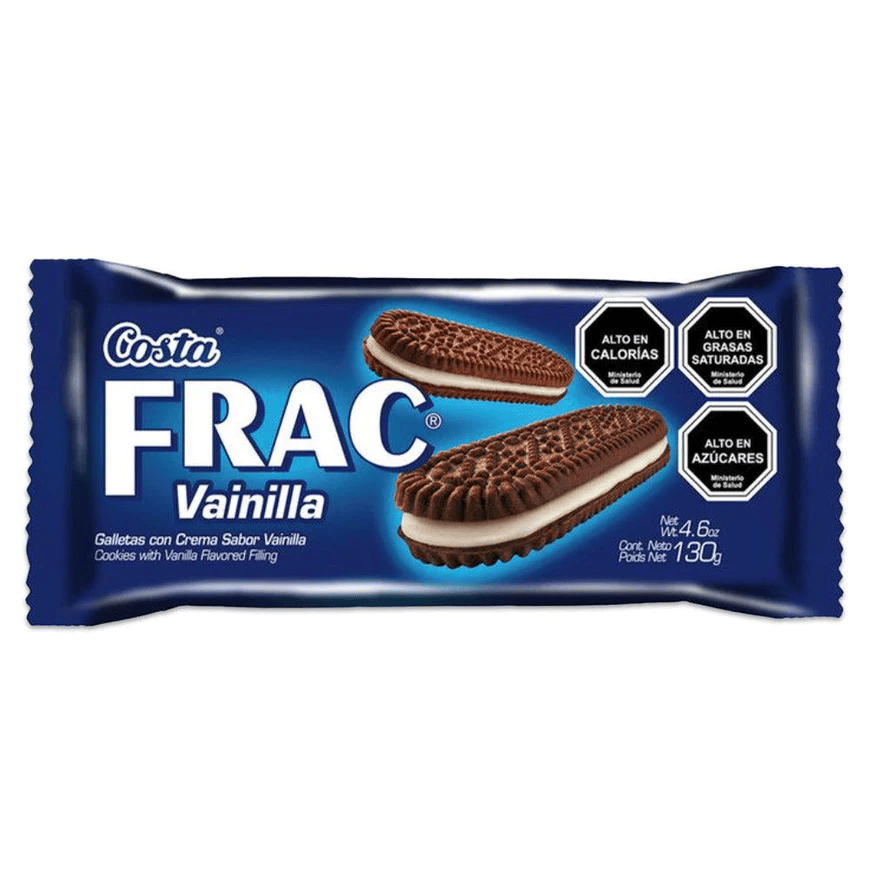 Costa®
FRAC®
Vainilla
Galletas con Crema Sabor Vainilla
Cookies with Vanilla Flavored Filling
ALTO EN
CALORÍAS
Ministerio
de Salud
ALTO EN
GRASAS
SATURADAS
Ministerio
de Salud
ALTO EN
AZÚCARES
Ministerio
de Salud
Net
Wt. 4.6oz
Cont. Neto
Poids Net 130g